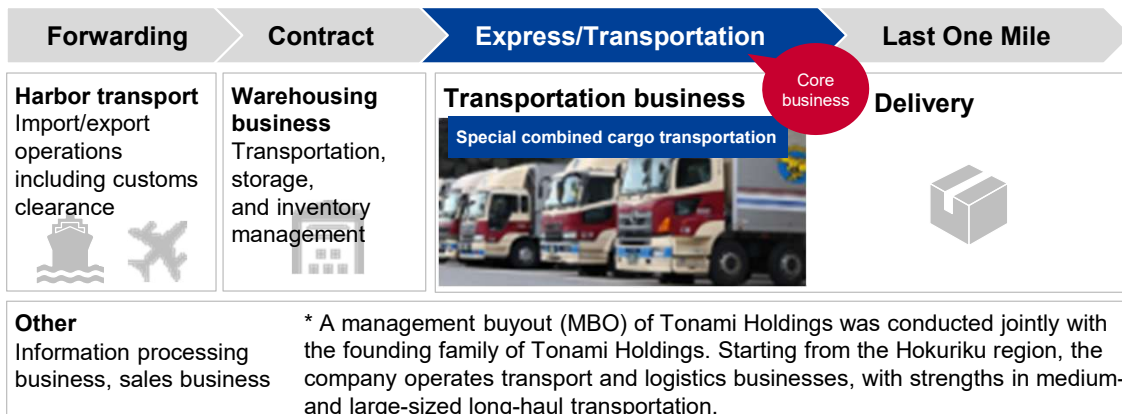 Forwarding
Contract
Express/Transportation
Last One Mile
Core
business
Harbor transport
Import/export
operations
including customs
clearance
Warehousing
business
Transportation,
storage,
and inventory
management
Transportation business
Special combined cargo transportation
Delivery
Other
Information processing
business, sales business
* A management buyout (MBO) of Tonami Holdings was conducted jointly with
the founding family of Tonami Holdings. Starting from the Hokuriku region, the
company operates transport and logistics businesses, with strengths in medium-
and large-sized long-haul transportation.